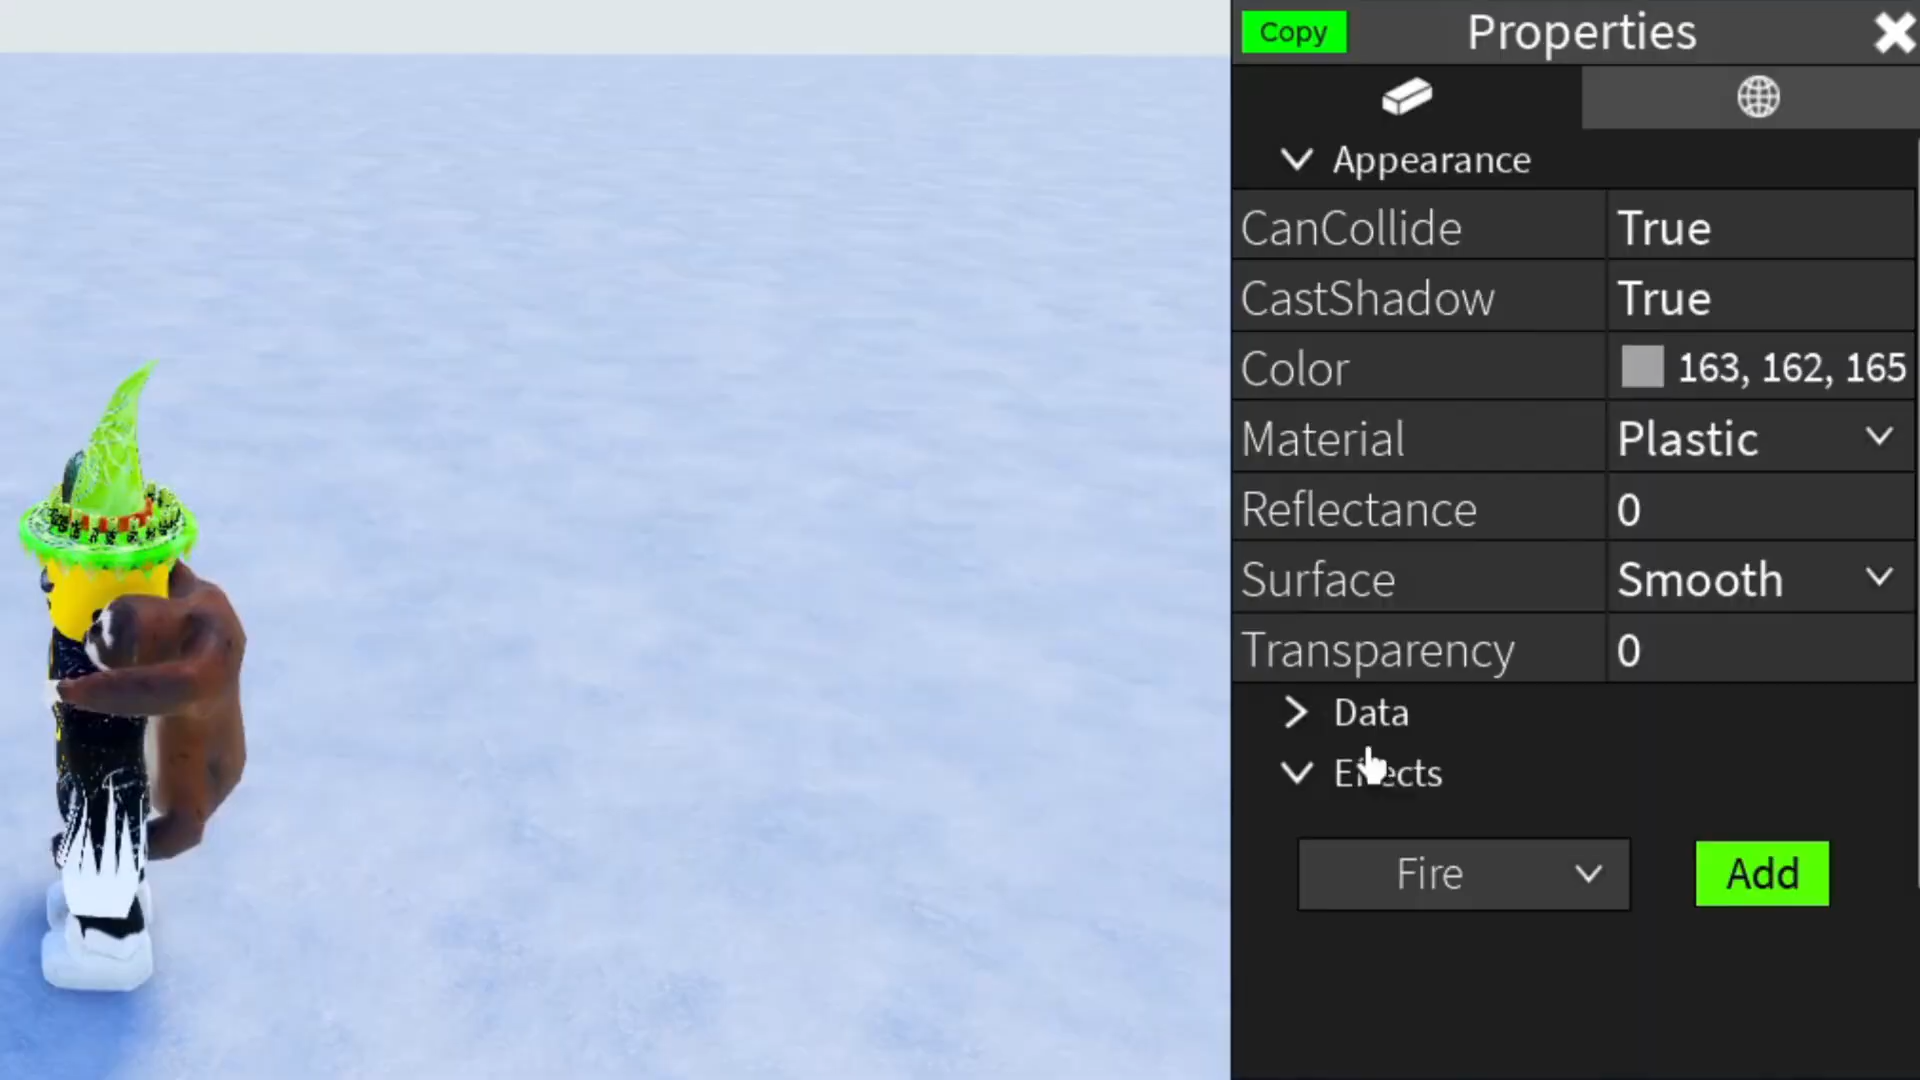 Copy Properties
Appearance
CanCollide True
CastShadow True
Color 163, 162, 165
Material Plastic
Reflectance 0
Surface Smooth
Transparency 0
Data
Effects
Fire Add